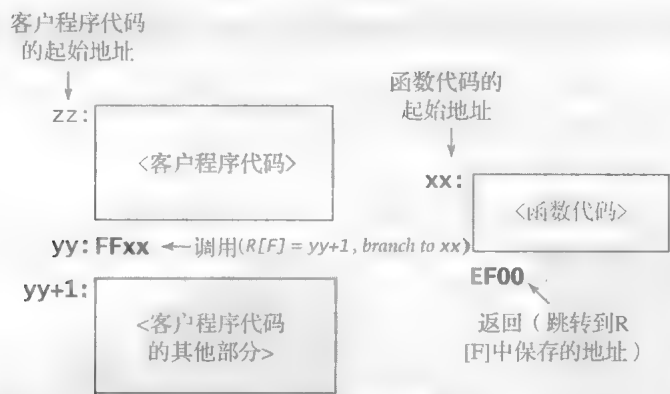 客户程序代码
的起始地址
zz:
<客户程序代码>
函数代码的
起始地址
xx:
<函数代码>
yy:FFxx
调用(R[F] = yy+1, branch to xx)
EF00
返回（跳转到R
[F]中保存的地址）
yy+1:
<客户程序代码
的其他部分>